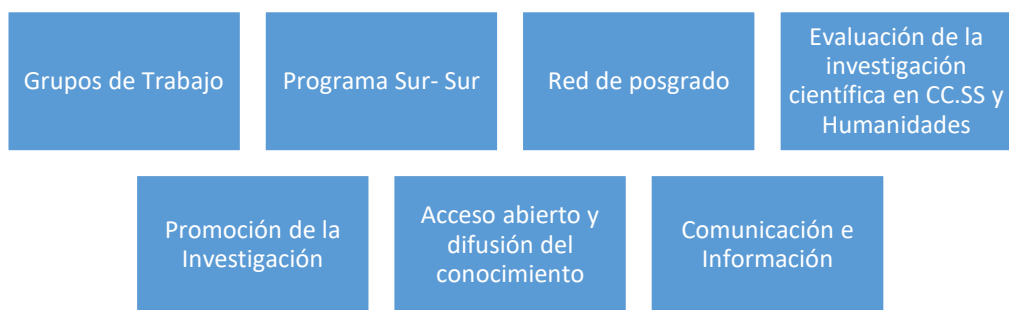 Grupos de Trabajo
Programa Sur- Sur
Red de posgrado
Evaluación de la
investigación
científica en CC.SS y
Humanidades
Promoción de la
Investigación
Acceso abierto y
difusión del
conocimiento
Comunicación e
Información